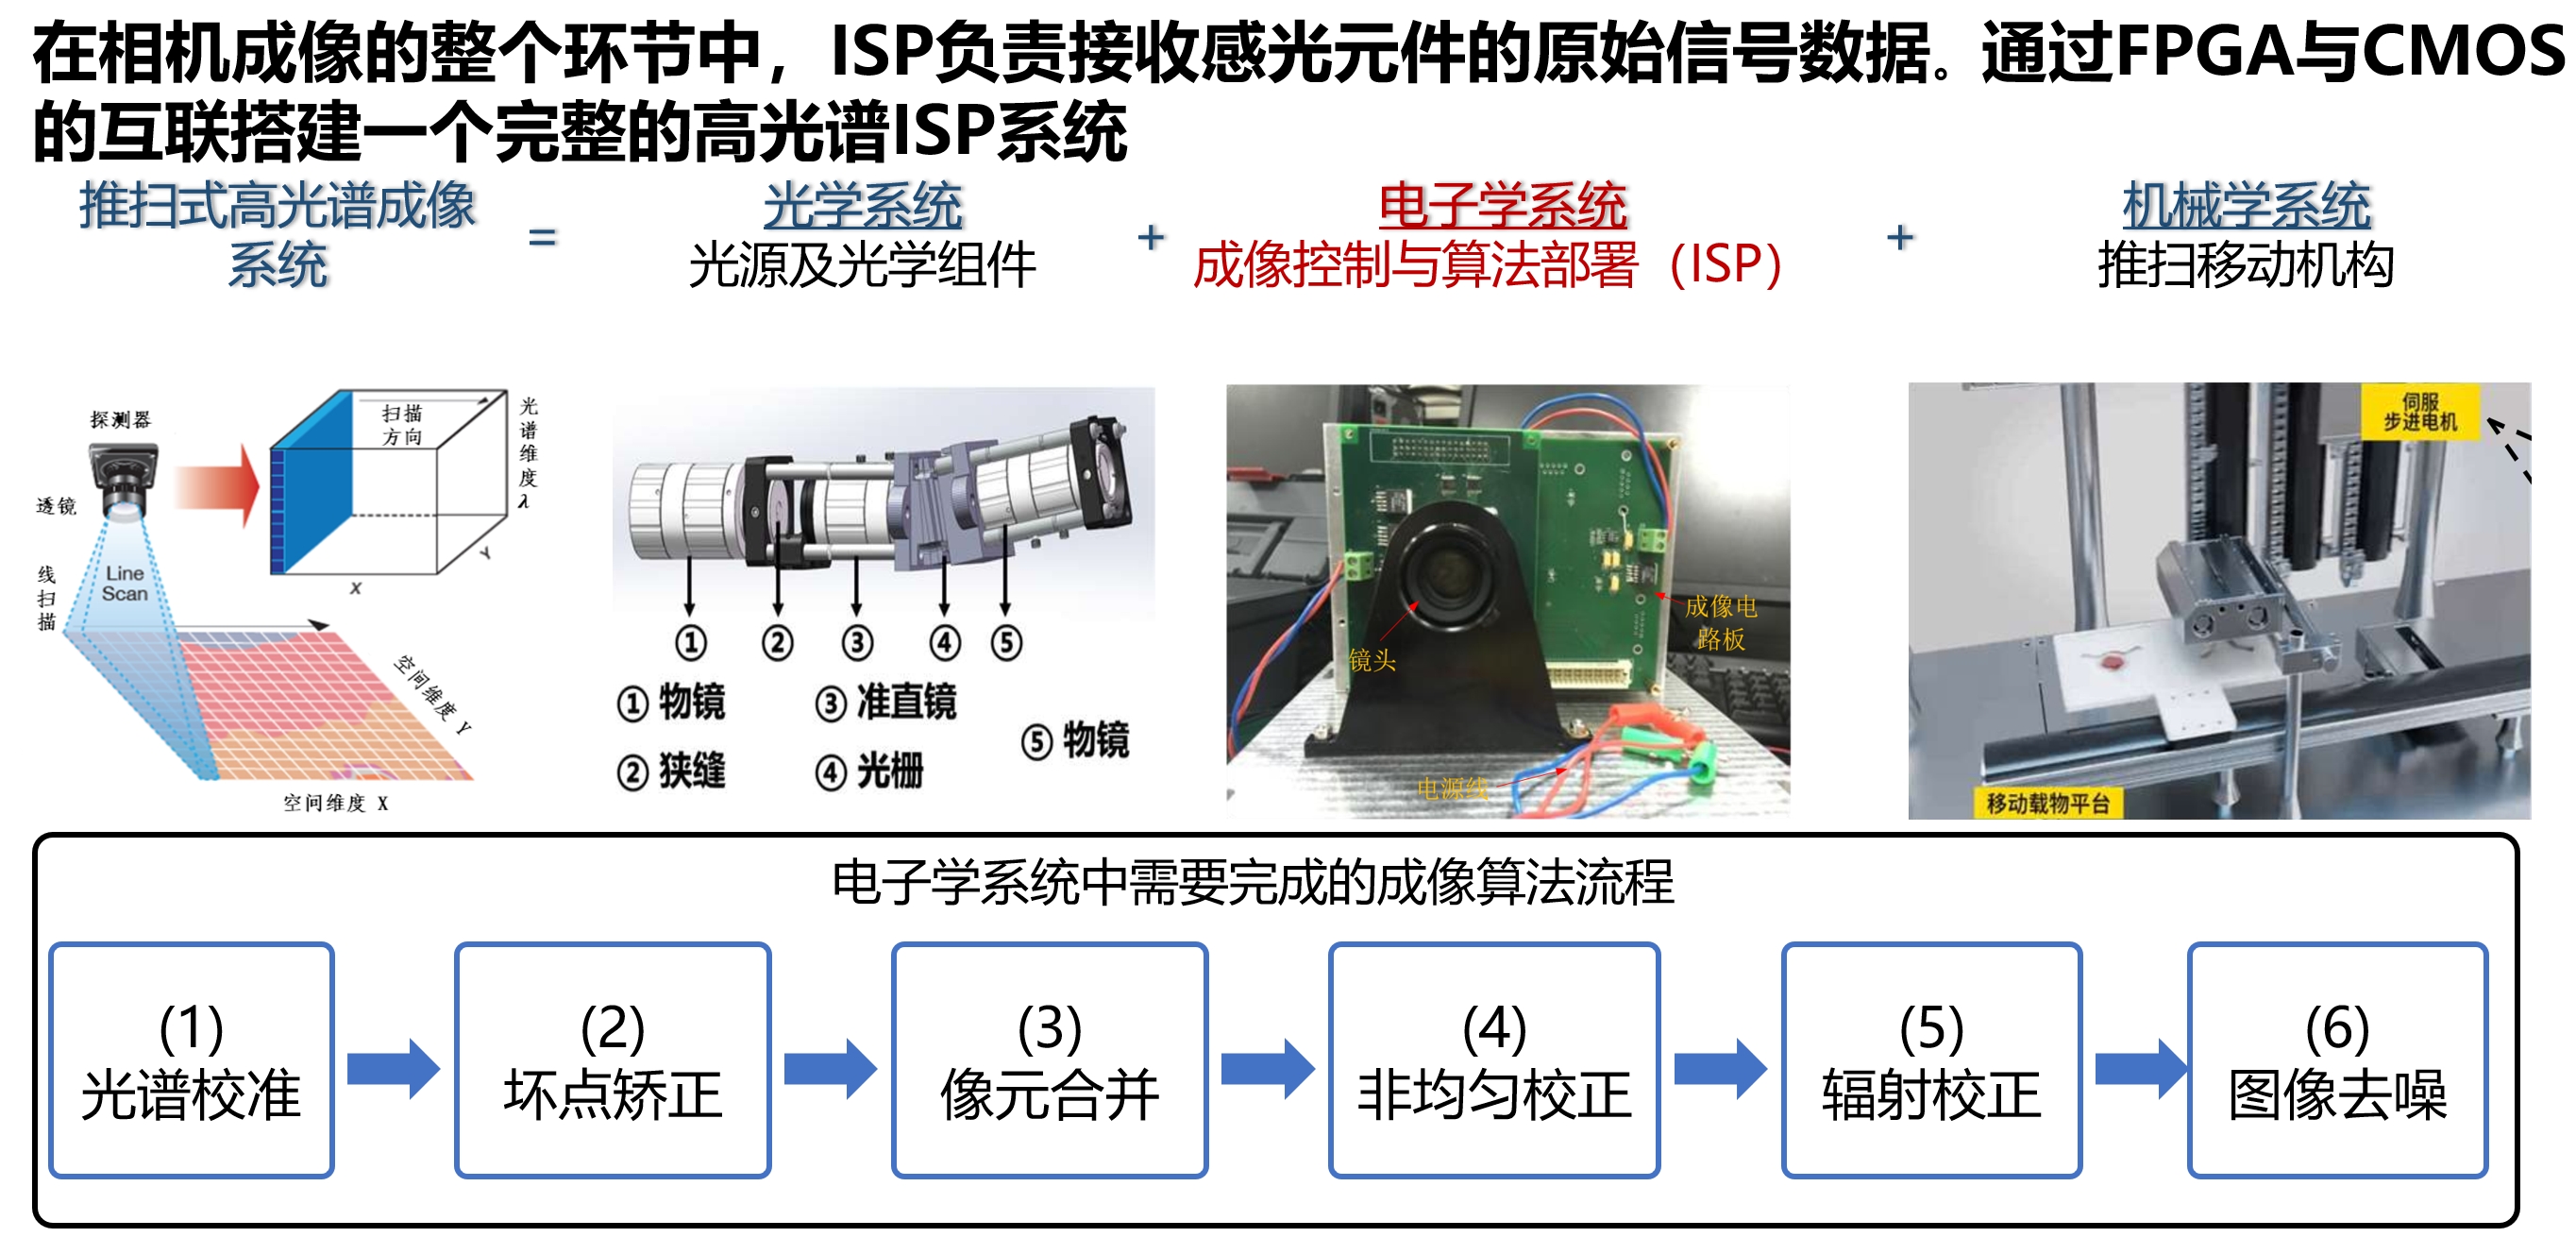 在相机成像的整个环节中，ISP负责接收感光元件的原始信号数据。通过FPGA与CMOS
的互联搭建一个完整的高光谱ISP系统
推扫式高光谱成像
系统
=
光学系统
光源及光学组件
+
电子学系统
成像控制与算法部署（ISP）
+
机械学系统
推扫移动机构
探测器
透镜
线
扫
描
Line
Scan
扫描
方向
光
谱
维
度
λ
X
Y
空间维度 Y
空间维度 X
①
②
③
④
⑤
① 物镜
② 狭缝
③ 准直镜
④ 光栅
⑤ 物镜
镜头
成像电
路板
电源线
伺服
步进电机
移动载物平台
电子学系统中需要完成的成像算法流程
(1)
光谱校准
(2)
坏点矫正
(3)
像元合并
(4)
非均匀校正
(5)
辐射校正
(6)
图像去噪